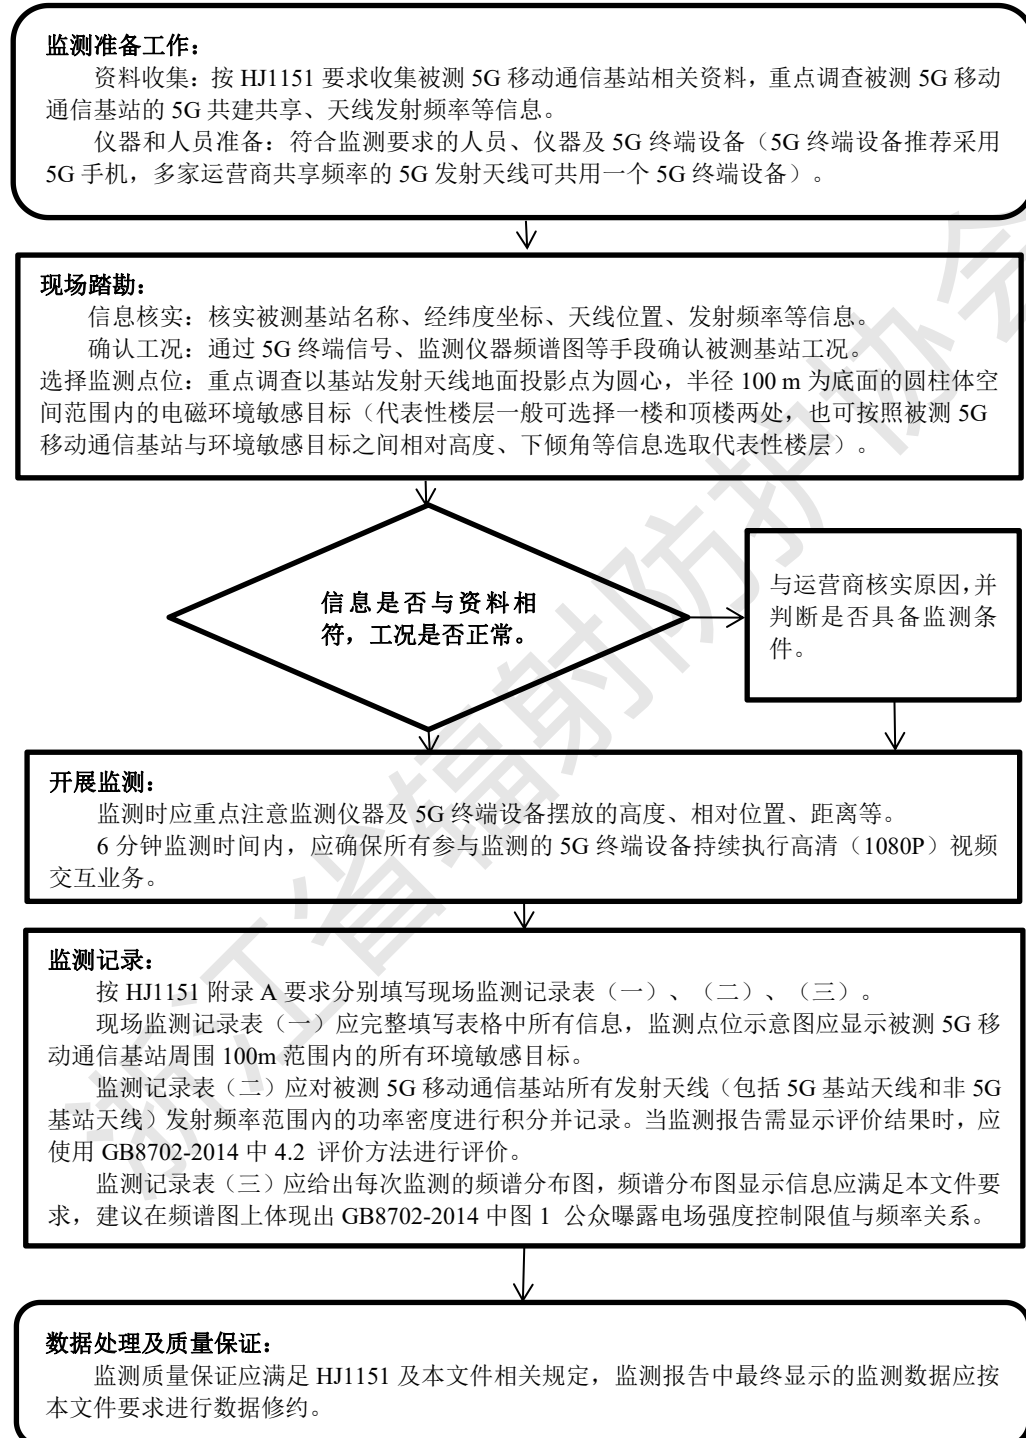 监测准备工作：
资料收集：按 HJ1151 要求收集被测 5G 移动通信基站相关资料，重点调查被测 5G 移动
通信基站的 5G 共建共享、天线发射频率等信息。
仪器和人员准备：符合监测要求的人员、仪器及 5G 终端设备（5G 终端设备推荐采用
5G 手机，多家运营商共享频率的 5G 发射天线可共用一个 5G 终端设备）。
现场踏勘：
信息核实：核实被测基站名称、经纬度坐标、天线位置、发射频率等信息。
确认工况：通过 5G 终端信号、监测仪器频谱图等手段确认被测基站工况。
选择监测点位：重点调查以基站发射天线地面投影点为圆心，半径 100 m 为底面的圆柱体空
间范围内的电磁环境敏感目标（代表性楼层一般可选择一楼和顶楼两处，也可按照被测 5G
移动通信基站与环境敏感目标之间相对高度、下倾角等信息选取代表性楼层）。
信息是否与资料相
符，工况是否正常。
与运营商核实原因，并
判断是否具备监测条
件。
开展监测：
监测时应重点注意监测仪器及 5G 终端设备摆放的高度、相对位置、距离等。
6 分钟监测时间内，应确保所有参与监测的 5G 终端设备持续执行高清（1080P）视频
交互业务。
监测记录：
按 HJ1151 附录 A 要求分别填写现场监测记录表（一）、（二）、（三）。
现场监测记录表（一）应完整填写表格中所有信息，监测点位示意图应显示被测 5G 移
动通信基站周围 100m 范围内的所有环境敏感目标。
监测记录表（二）应对被测 5G 移动通信基站所有发射天线（包括 5G 基站天线和非 5G
基站天线）发射频率范围内的功率密度进行积分并记录。当监测报告需显示评价结果时，应
使用 GB8702-2014 中 4.2 评价方法进行评价。
监测记录表（三）应给出每次监测的频谱分布图，频谱分布图显示信息应满足本文件要
求，建议在频谱图上体现出 GB8702-2014 中图 1 公众曝露电场强度控制限值与频率关系。
数据处理及质量保证：
监测质量保证应满足 HJ1151 及本文件相关规定，监测报告中最终显示的监测数据应按
本文件要求进行数据修约。
浙江省辐射防护协会